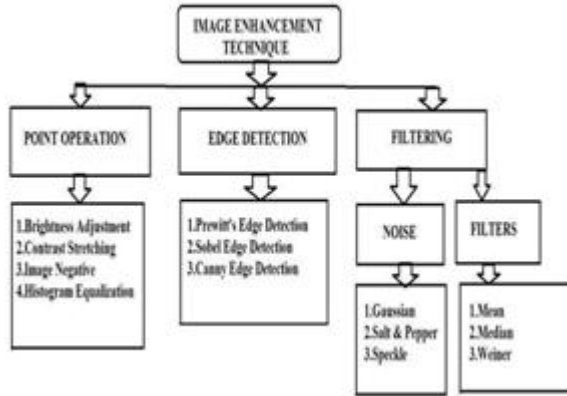 IMAGE ENHANCEMENT
TECHNIQUE
POINT OPERATION
EDGE DETECTION
FILTERING
1.Brightness Adjustment
2.Contrast Stretching
3.Image Negative
4.Histogram Equalization
1.Prewitt's Edge Detection
2.Sobel Edge Detection
3.Canny Edge Detection
NOISE
FILTERS
1.Gaussian
2.Salt & Pepper
3.Speckle
1.Mean
2.Median
3.Weiner